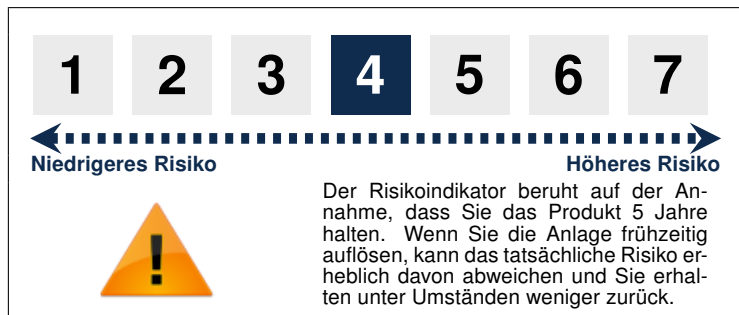 1 2 3 4 5 6 7
Niedrigeres Risiko Höheres Risiko
Der Risikoindikator beruht auf der An-
nahme, dass Sie das Produkt 5 Jahre
halten. Wenn Sie die Anlage frühzeitig
auflösen, kann das tatsächliche Risiko er-
heblich davon abweichen und Sie erhal-
ten unter Umständen weniger zurück.
!